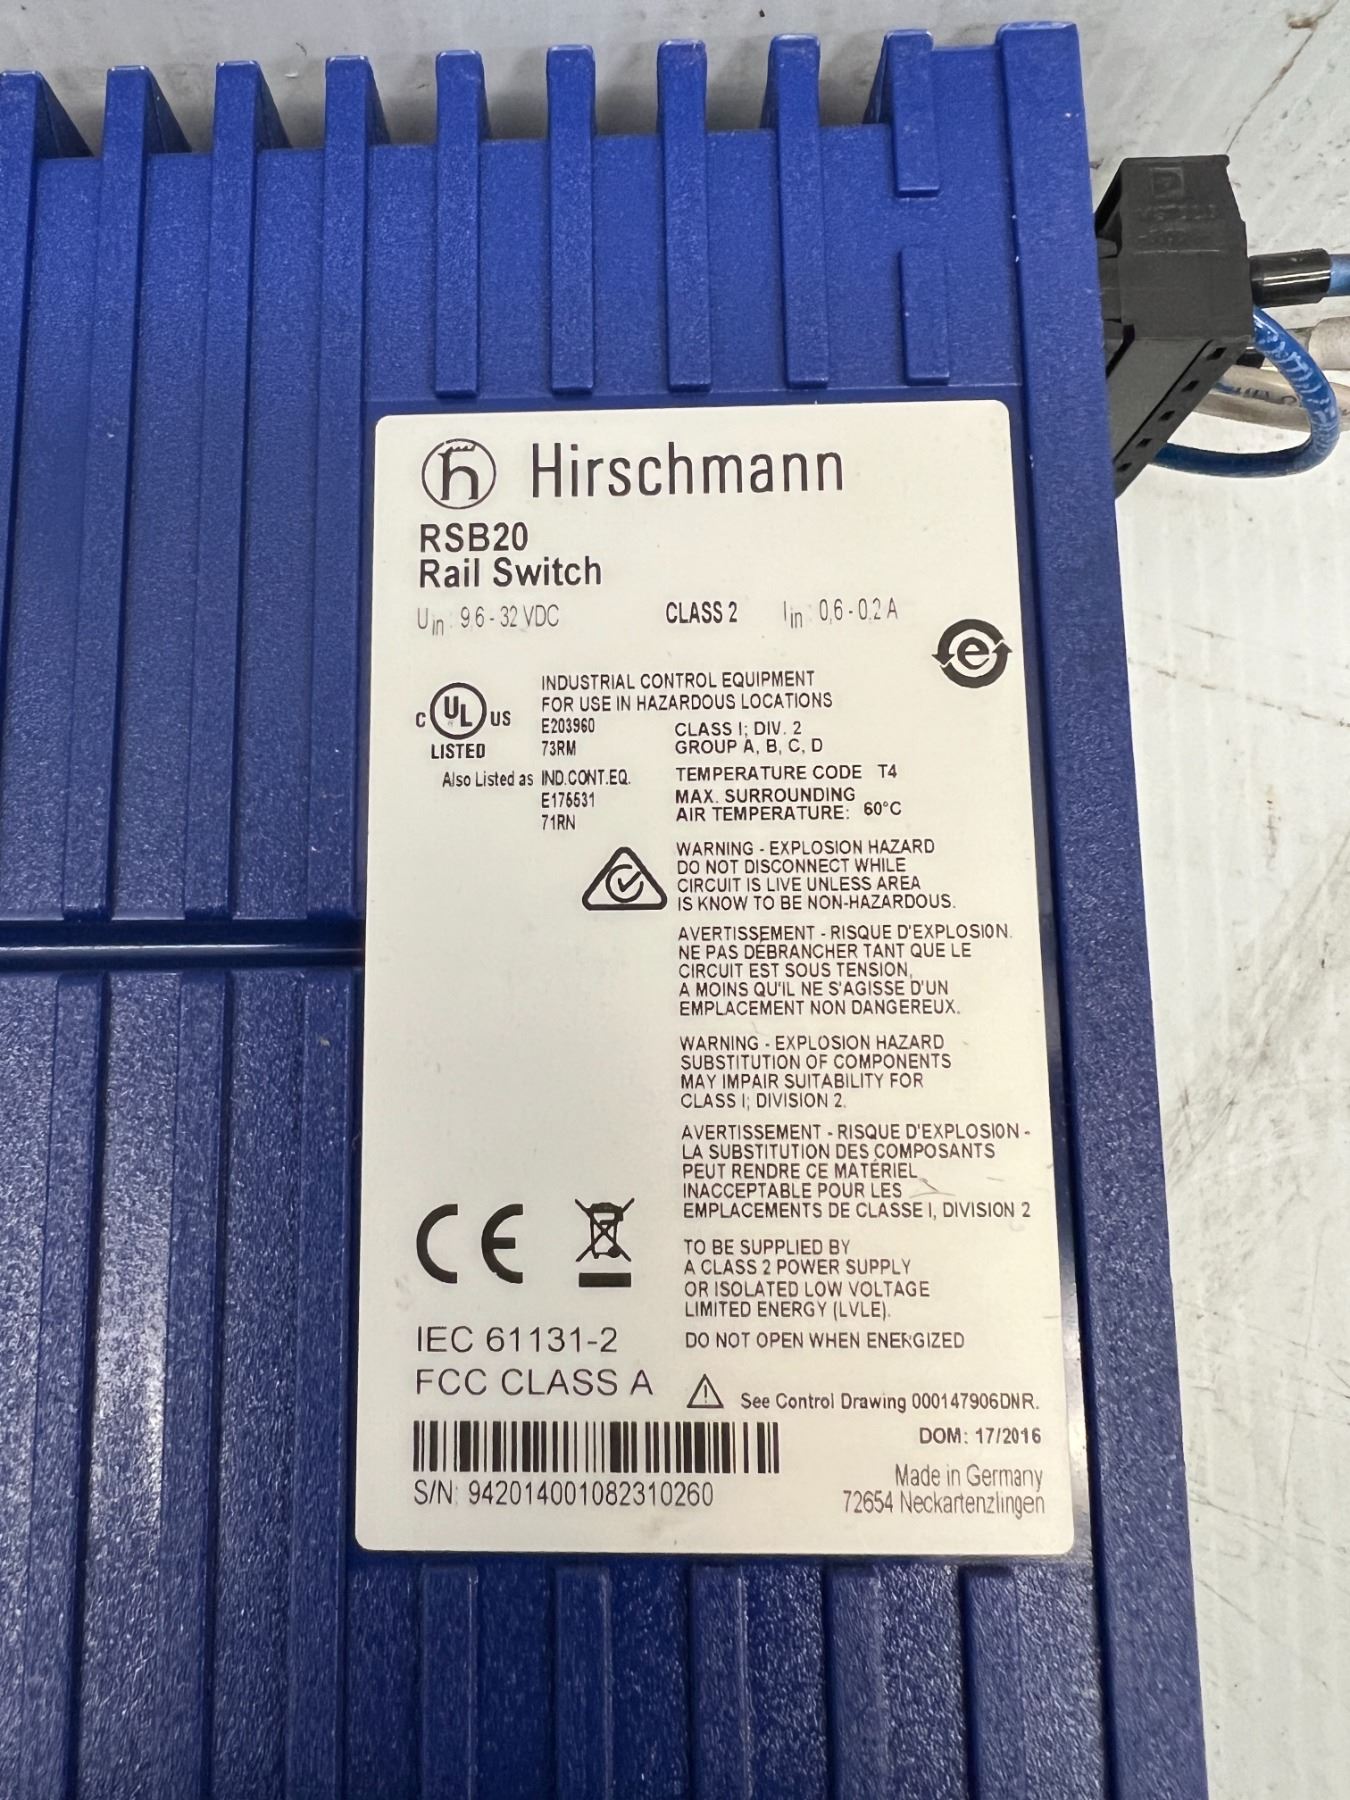 Hirschmann
RSB20
Rail Switch
Uin: 9,6 - 32 VDC CLASS 2 Iin: 0,6 - 0,2 A
INDUSTRIAL CONTROL EQUIPMENT
FOR USE IN HAZARDOUS LOCATIONS
C UL US
LISTED
E203960
73RM
CLASS I; DIV. 2
GROUP A, B, C, D
Also Listed as IND.CONT.EQ.
E176531
71RN
TEMPERATURE CODE T4
MAX. SURROUNDING
AIR TEMPERATURE: 60°C
WARNING - EXPLOSION HAZARD
DO NOT DISCONNECT WHILE
CIRCUIT IS LIVE UNLESS AREA
IS KNOW TO BE NON-HAZARDOUS.
AVERTISSEMENT - RISQUE D'EXPLOSION.
NE PAS DÉBRANCHER TANT QUE LE
CIRCUIT EST SOUS TENSION,
A MOINS QU'IL NE S'AGISSE D'UN
EMPLACEMENT NON DANGEREUX.
WARNING - EXPLOSION HAZARD
SUBSTITUTION OF COMPONENTS
MAY IMPAIR SUITABILITY FOR
CLASS I; DIVISION 2.
AVERTISSEMENT - RISQUE D'EXPLOSION -
LA SUBSTITUTION DES COMPOSANTS
PEUT RENDRE CE MATÉRIEL
INACCEPTABLE POUR LES
EMPLACEMENTS DE CLASSE I, DIVISION 2
CE
TO BE SUPPLIED BY
A CLASS 2 POWER SUPPLY
OR ISOLATED LOW VOLTAGE
LIMITED ENERGY (LVLE).
IEC 61131-2
DO NOT OPEN WHEN ENERGIZED
FCC CLASS A
See Control Drawing 000147906DNR.
DOM: 17/2016
S/N: 942014001082310260
Made in Germany
72654 Neckartenzlingen